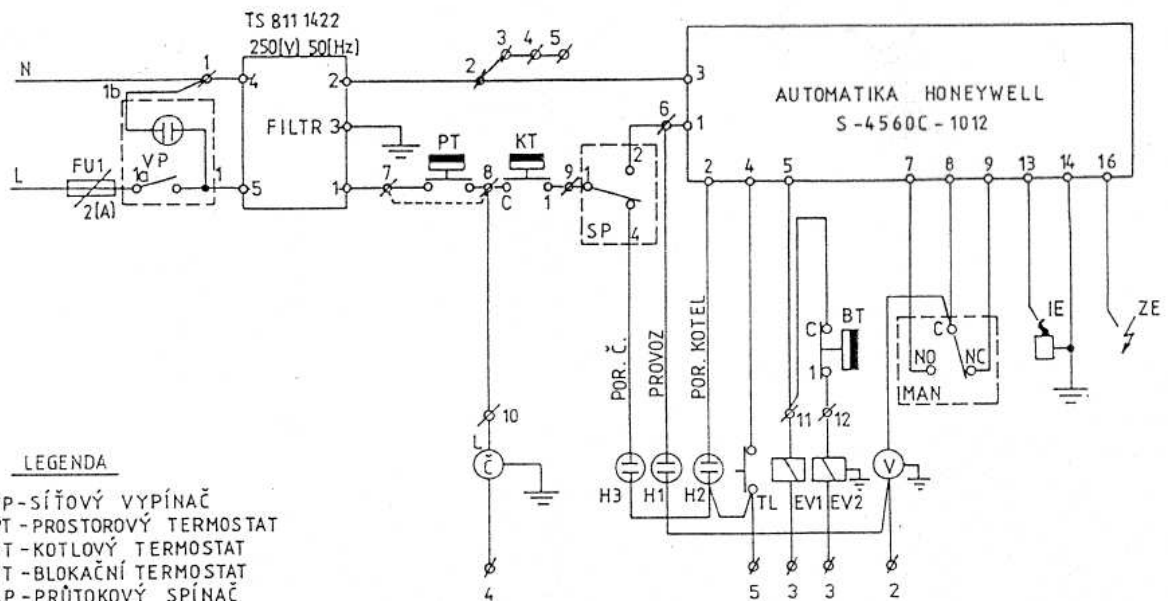 TS 811 1422
250[V] 50[Hz]
N
1
1b
4
2
2
3
4
5
3
AUTOMATIKA HONEYWELL
S-4560C-1012
FILTR 3
6
1
L
FU1
2[A]
VP
1a
1
5
1
7
PT
8
KT
C
1
9
1
2
SP
4
2
4
5
7
8
9
13
14
16
POR. Č.
PROVOZ
POR. KOTEL
C
BT
1
11
12
C
NO
NC
MAN
IE
ZE
10
L
Č
4
H3
H1
H2
TL
EV1
EV2
V
5
3
3
2
LEGENDA
P-SÍŤOVÝ VYPÍNAČ
PT-PROSTOROVÝ TERMOSTAT
T-KOTLOVÝ TERMOSTAT
T-BLOKAČNÍ TERMOSTAT
P-PRŮTOKOVÝ SPÍNAČ